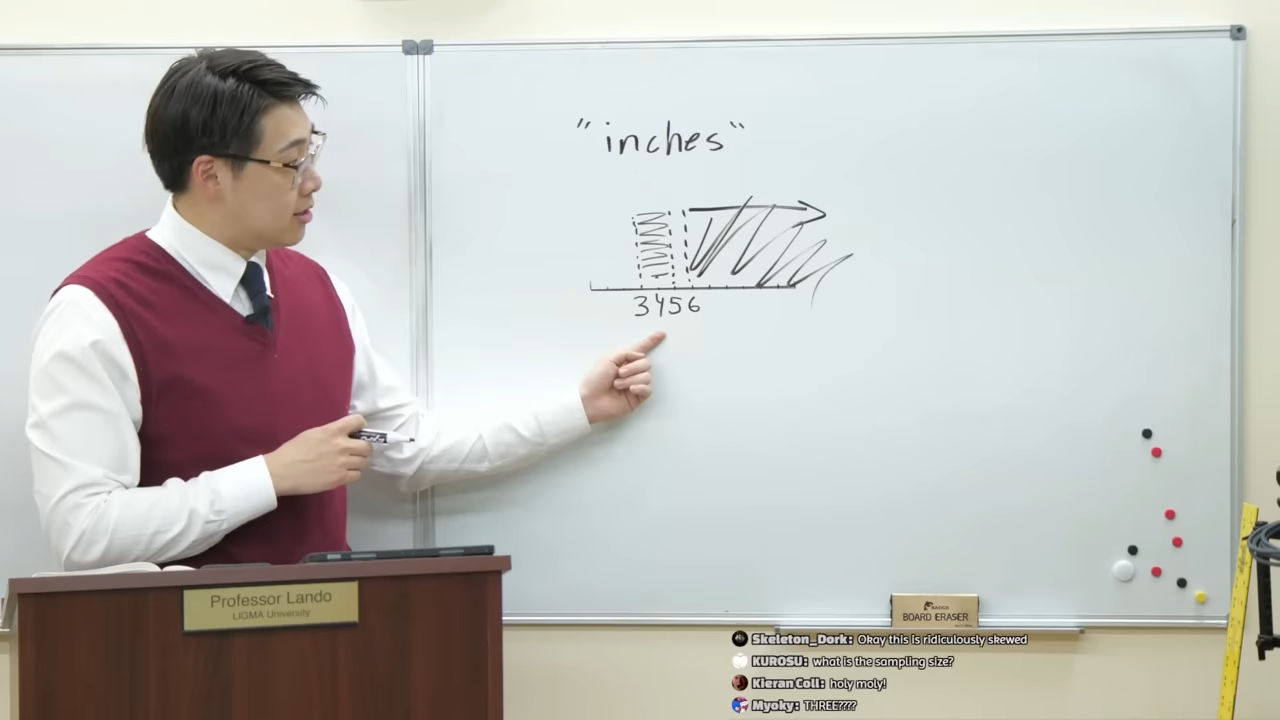 "inches"
3456
Professor Lando
LIGMA University
BOARD ERASER
Skeleton_Dork: Okay this is ridiculously skewed
KUROSU: what is the sampling size?
Kieran Coll: holy moly!
Myoky: THREE????